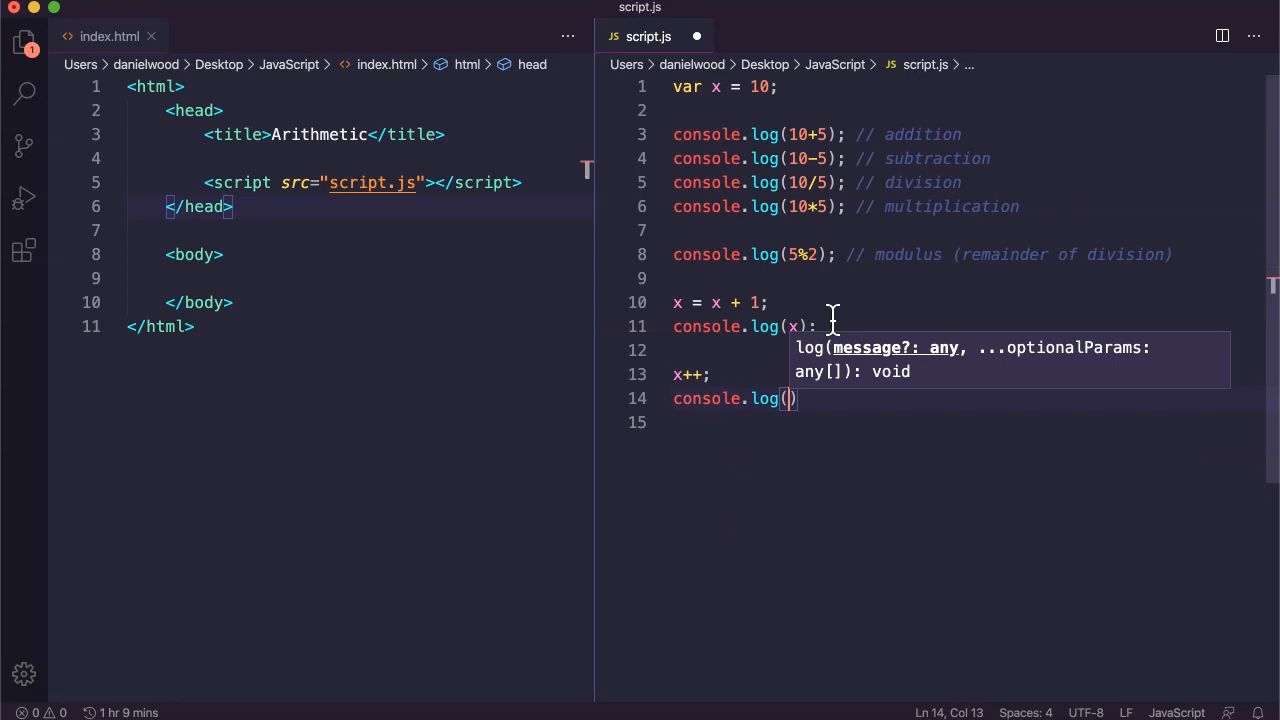 script.js
1
index.html
Users danielwood Desktop JavaScript index.html html head
1 <html>
2 <head>
3 <title>Arithmetic</title>
4
5 <script src="script.js"></script>
6 </head>
7
8 <body>
9
10 </body>
11 </html>
JS script.js
Users danielwood Desktop JavaScript JS script.js ...
1 var x = 10;
2
3 console.log(10+5); // addition
4 console.log(10-5); // subtraction
5 console.log(10/5); // division
6 console.log(10*5); // multiplication
7
8 console.log(5%2); // modulus (remainder of division)
9
10 x = x + 1;
11 console.log(x);
log(message?: any, ...optionalParams:
12
any[]): void
13 x++;
14 console.log()
15
0 0 1 hr 9 mins
Ln 14, Col 13 Spaces: 4 UTF-8 LF JavaScript